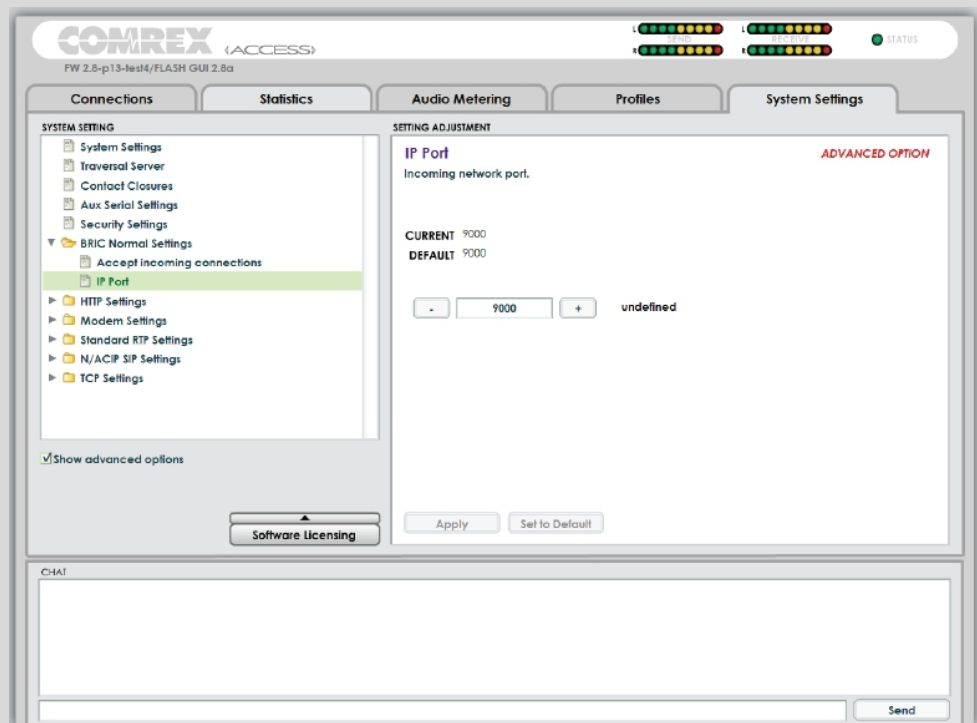 COMREX (ACCESS)
L SEND R
L RECEIVE R
STATUS
FW 2.8-p13-test4/FLASH GUI 2.8a
Connections Statistics Audio Metering Profiles System Settings
SYSTEM SETTING
System Settings
Traversal Server
Contact Closures
Aux Serial Settings
Security Settings
BRIC Normal Settings
Accept incoming connections
IP Port
HTTP Settings
Modem Settings
Standard RTP Settings
N/ACIP SIP Settings
TCP Settings
Show advanced options
Software Licensing
SETTING ADJUSTMENT
IP Port ADVANCED OPTION
Incoming network port.
CURRENT 9000
DEFAULT 9000
- 9000 + undefined
Apply Set to Default
CHAT
Send